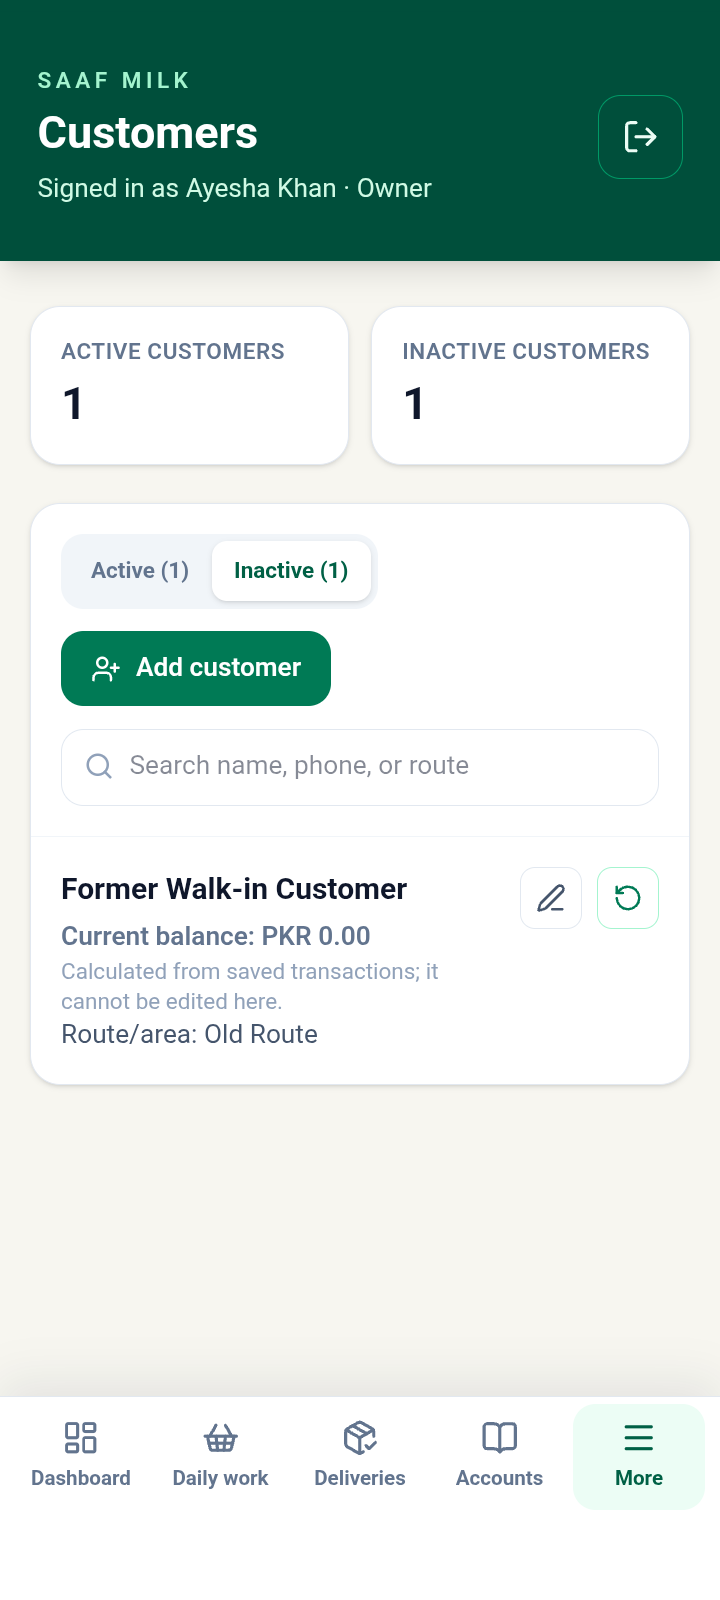 SAAF MILK
Customers
Signed in as Ayesha Khan · Owner
ACTIVE CUSTOMERS
1
INACTIVE CUSTOMERS
1
Active (1)
Inactive (1)
Add customer
Search name, phone, or route
Former Walk-in Customer
Current balance: PKR 0.00
Calculated from saved transactions; it
cannot be edited here.
Route/area: Old Route
Dashboard
Daily work
Deliveries
Accounts
More